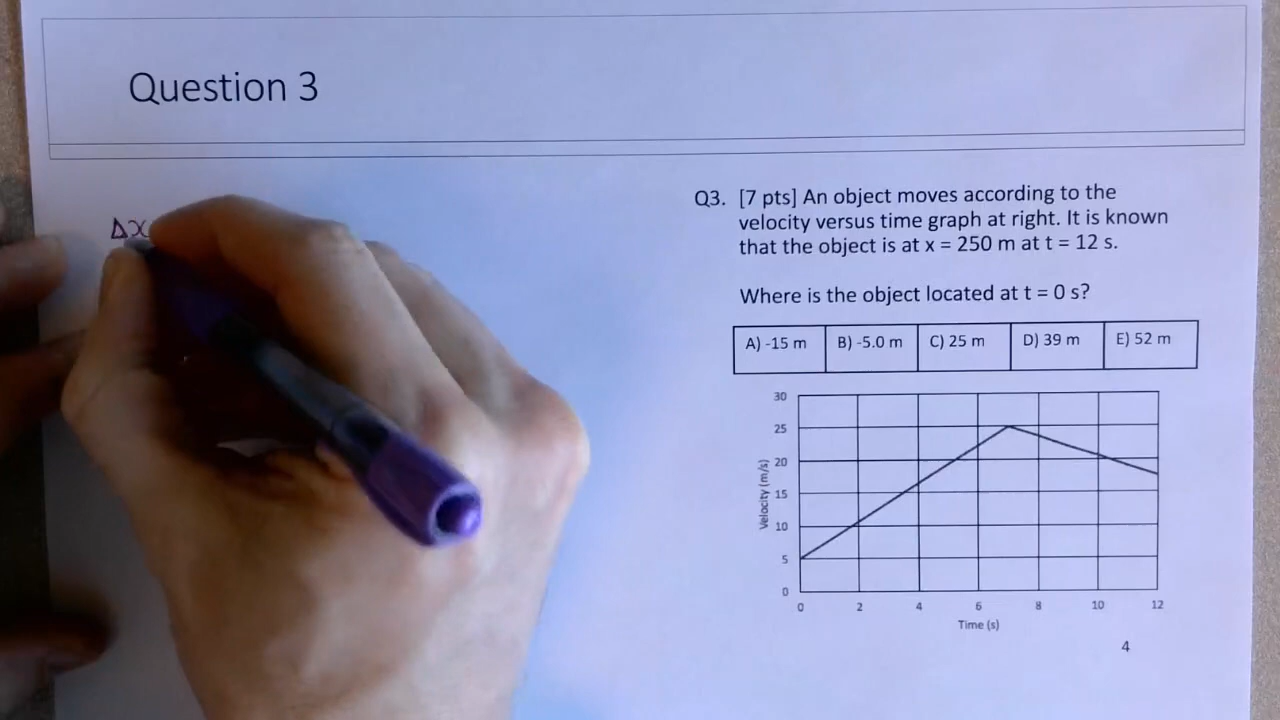 Question 3
Δx
Q3. [7 pts] An object moves according to the
velocity versus time graph at right. It is known
that the object is at x = 250 m at t = 12 s.
Where is the object located at t = 0 s?
A) -15 m B) -5.0 m C) 25 m D) 39 m E) 52 m
30
25
20
15
10
5
0
Velocity (m/s)
0 2 4 6 8 10 12
Time (s)
4